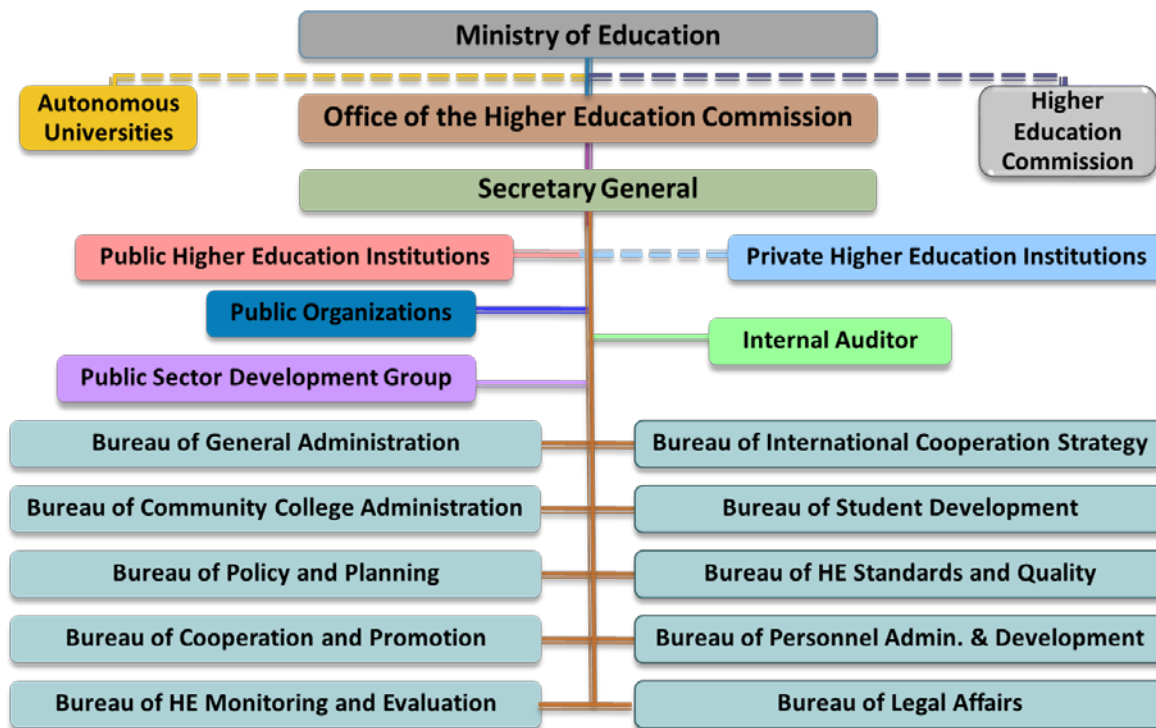 Ministry of Education
Autonomous
Universities
Office of the Higher Education Commission
Higher
Education
Commission
Secretary General
Public Higher Education Institutions
Private Higher Education Institutions
Public Organizations
Internal Auditor
Public Sector Development Group
Bureau of General Administration
Bureau of International Cooperation Strategy
Bureau of Community College Administration
Bureau of Student Development
Bureau of Policy and Planning
Bureau of HE Standards and Quality
Bureau of Cooperation and Promotion
Bureau of Personnel Admin. & Development
Bureau of HE Monitoring and Evaluation
Bureau of Legal Affairs